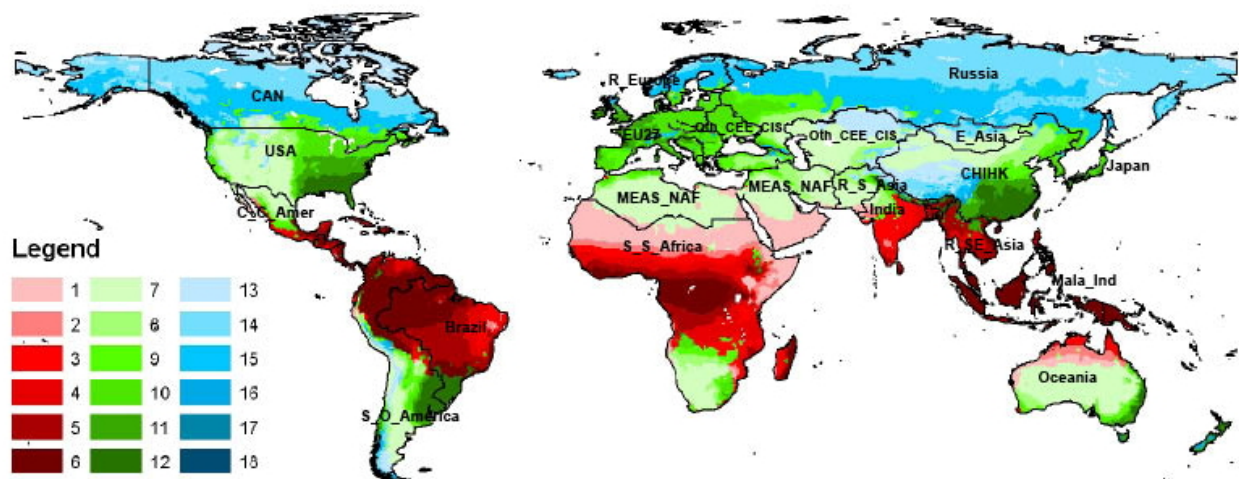 R_Europe
Russia
CAN
EU27
Oth_CEE_CIS
Oth_CEE_CIS
E_Asia
USA
Japan
CHIHK
MEAS_NAF
MEAS_NAF
R_S_Asia
C_C_Amer
India
S_S_Africa
R_SE_Asia
Mala_Ind
Brazil
Oceania
S_O_America
Legend
1 7 13
2 8 14
3 9 15
4 10 16
5 11 17
6 12 18